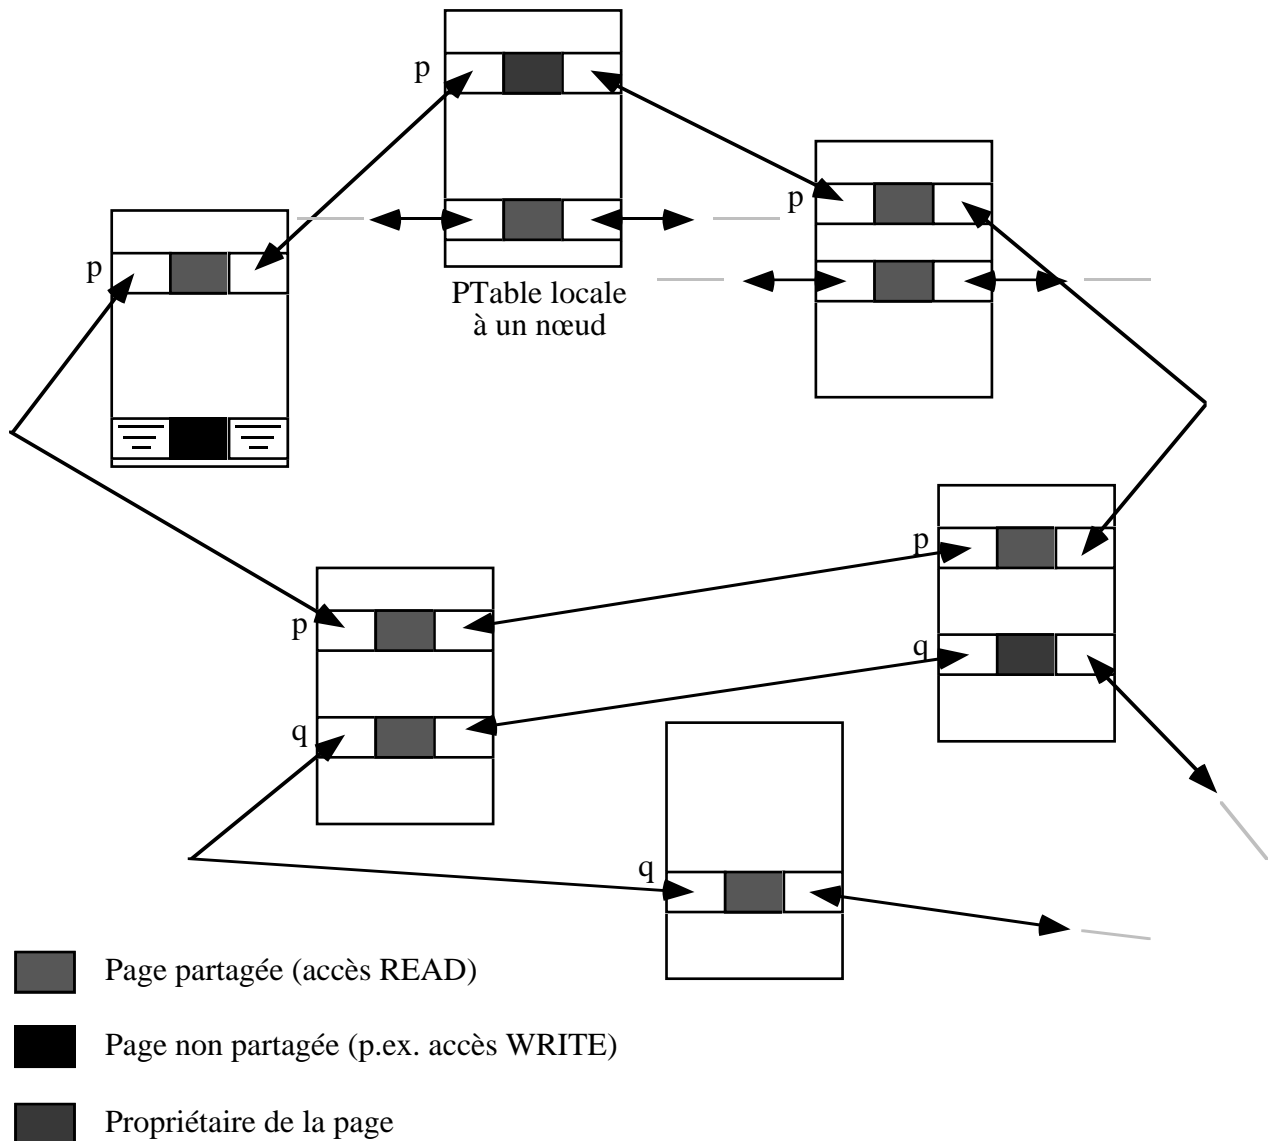 p
p
p
PTable locale
à un nœud
p
p
q
p
q
q
Page partagée (accès READ)
Page non partagée (p.ex. accès WRITE)
Propriétaire de la page